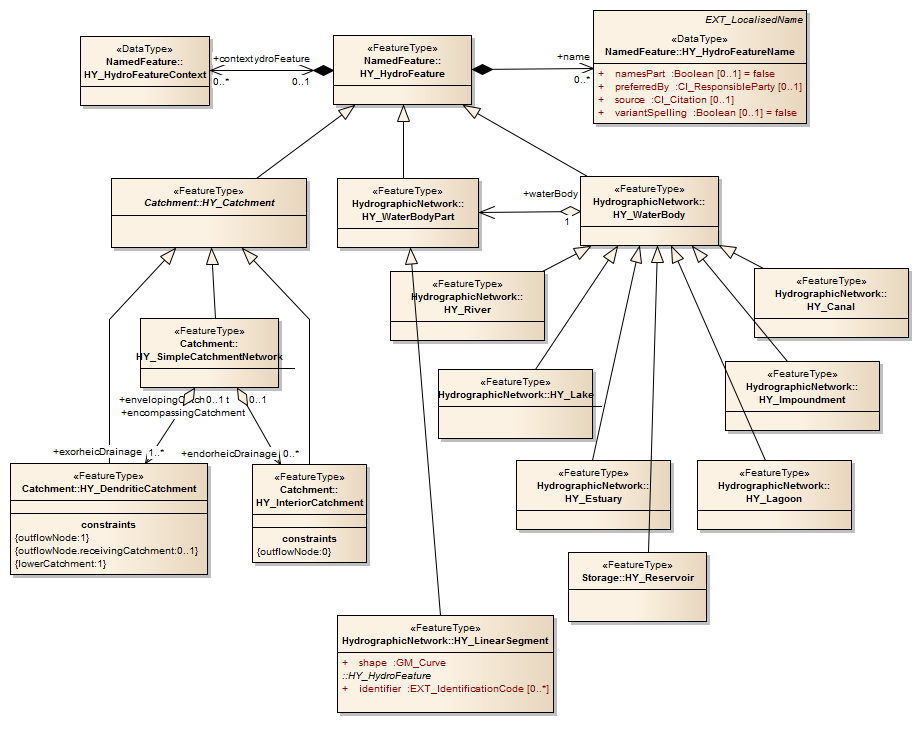 EXT_LocalisedName
«DataType»
NamedFeature::
HY_HydroFeatureContext
+contextydroFeature
0..*
0..1
«FeatureType»
NamedFeature::
HY_HydroFeature
+name
0..*
«DataType»
NamedFeature::HY_HydroFeatureName
+ namesPart :Boolean [0..1] = false
+ preferredBy :CI_ResponsibleParty [0..1]
+ source :CI_Citation [0..1]
+ variantSpelling :Boolean [0..1] = false
«FeatureType»
Catchment::HY_Catchment
«FeatureType»
HydrographicNetwork::
HY_WaterBodyPart
+waterBody
1
«FeatureType»
HydrographicNetwork::
HY_WaterBody
«FeatureType»
HydrographicNetwork::
HY_River
«FeatureType»
HydrographicNetwork::
HY_Canal
«FeatureType»
Catchment::
HY_SimpleCatchmentNetwork
«FeatureType»
HydrographicNetwork::HY_Lake
«FeatureType»
HydrographicNetwork::
HY_Impoundment
+envelopingCatch0..1 t
0..1
+encompassingCatchment
+exorheicDrainage
1..*
+endorheicDrainage
0..*
«FeatureType»
Catchment::HY_DendriticCatchment
constraints
{outflowNode:1}
{outflowNode.receivingCatchment:0..1}
{lowerCatchment:1}
«FeatureType»
Catchment::
HY_InteriorCatchment
constraints
{outflowNode:0}
«FeatureType»
HydrographicNetwork::
HY_Estuary
«FeatureType»
HydrographicNetwork::
HY_Lagoon
«FeatureType»
Storage::HY_Reservoir
«FeatureType»
HydrographicNetwork::HY_LinearSegment
+ shape :GM_Curve
::HY_HydroFeature
+ identifier :EXT_IdentificationCode [0..*]